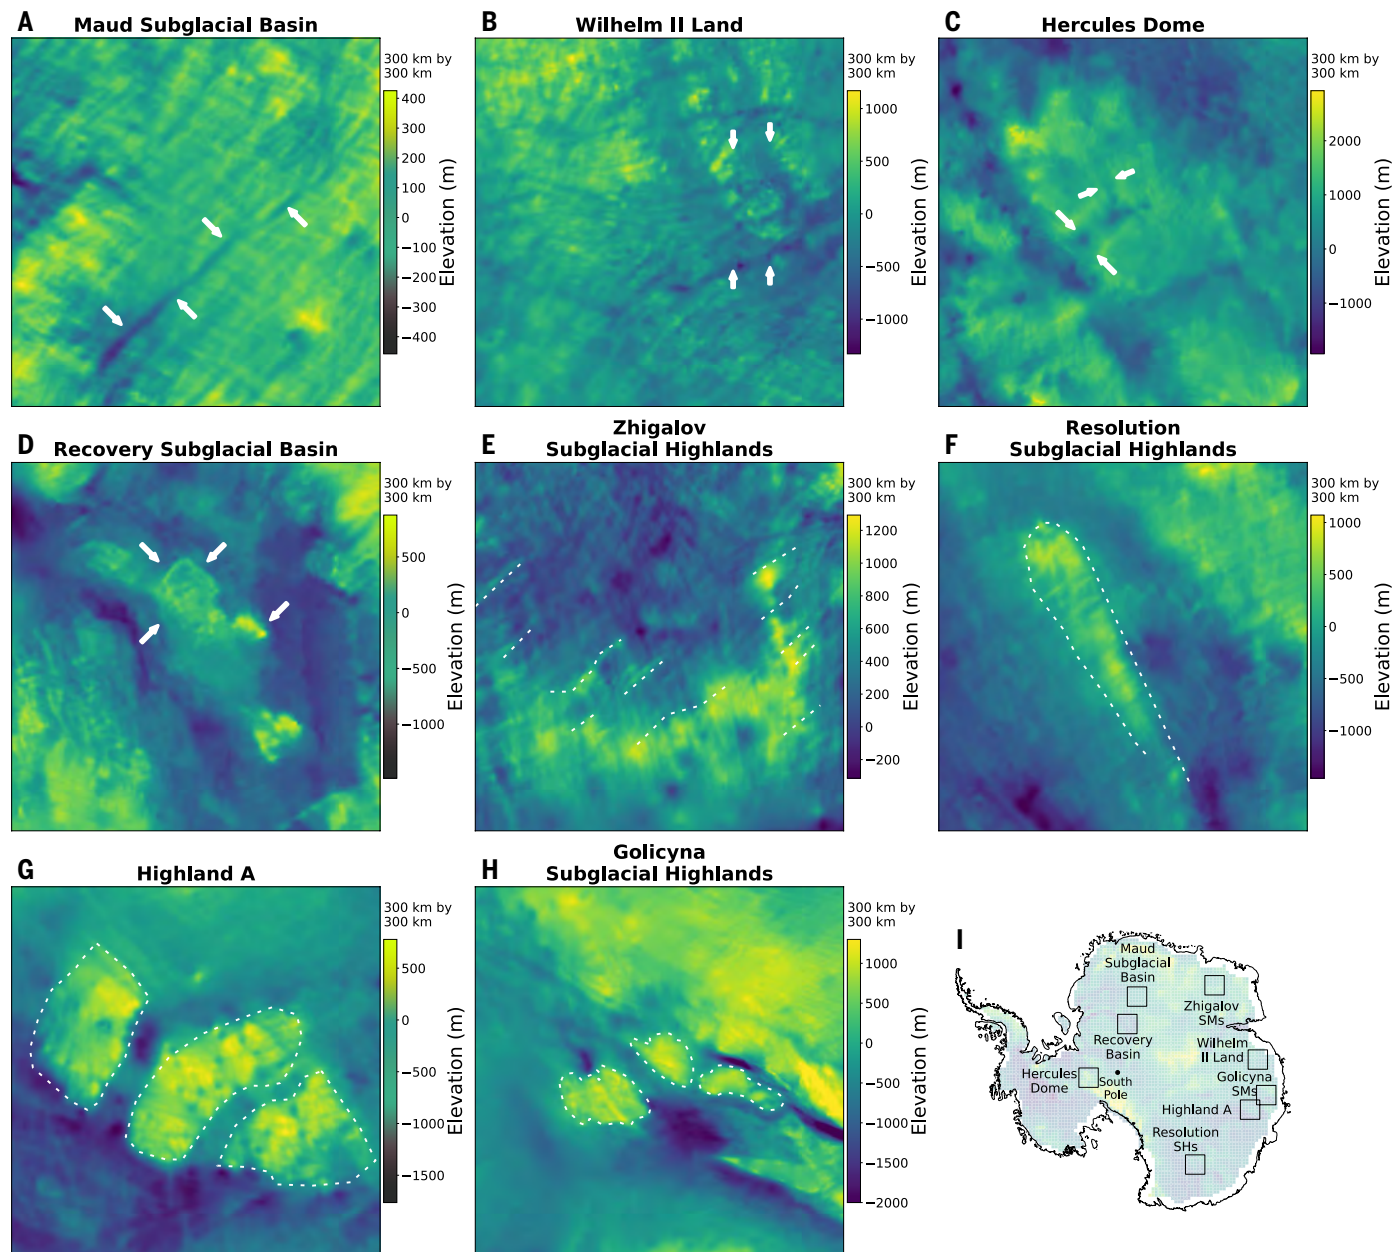 A
Maud Subglacial Basin
300 km by
300 km
400
300
200
100
0
−100
−200
−300
−400
Elevation (m)
B
Wilhelm II Land
300 km by
300 km
1000
500
0
−500
−1000
Elevation (m)
C
Hercules Dome
300 km by
300 km
2000
1000
0
−1000
Elevation (m)
D
Recovery Subglacial Basin
300 km by
300 km
500
0
−500
−1000
Elevation (m)
E
Zhigalov
Subglacial Highlands
300 km by
300 km
1200
1000
800
600
400
200
0
−200
Elevation (m)
F
Resolution
Subglacial Highlands
300 km by
300 km
1000
500
0
−500
−1000
Elevation (m)
G
Highland A
300 km by
300 km
500
0
−500
−1000
−1500
Elevation (m)
H
Golicyna
Subglacial Highlands
300 km by
300 km
1000
500
0
−500
−1000
−1500
−2000
Elevation (m)
I
Maud
Subglacial
Basin
Zhigalov
SMs
Recovery
Basin
Wilhelm
II Land
Hercules
Dome
South
Pole
Golicyna
SMs
Highland A
Resolution
SHs